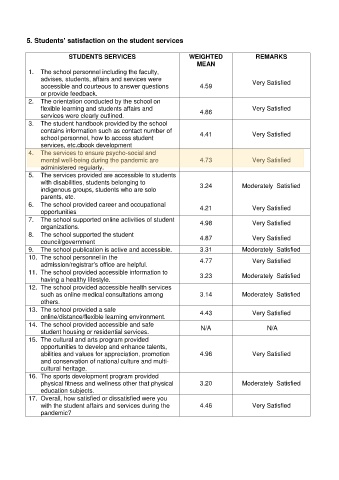 5. Students' satisfaction on the student services
STUDENTS SERVICES WEIGHTED MEAN REMARKS
1. The school personnel including the faculty,
advises, students, affairs and services were
accessible and courteous to answer questions
or provide feedback. 4.59 Very Satisfied
2. The orientation conducted by the school on
flexible learning and students affairs and
services were clearly outlined. 4.86 Very Satisfied
3. The student handbook provided by the school
contains information such as contact number of
school personnel, how to access student
services, etc.dbook development 4.41 Very Satisfied
4. The services to ensure psycho-social and
mental well-being during the pandemic are
administered regularly. 4.73 Very Satisfied
5. The services provided are accessible to students
with disabilities, students belonging to
indigenous groups, students who are solo
parents, etc. 3.24 Moderately Satisfied
6. The school provided career and occupational
opportunities 4.21 Very Satisfied
7. The school supported online activities of student
organizations. 4.98 Very Satisfied
8. The school supported the student
council/government 4.87 Very Satisfied
9. The school publication is active and accessible. 3.31 Moderately Satisfied
10. The school personnel in the
admission/registrar's office are helpful. 4.77 Very Satisfied
11. The school provided accessible information to
having a healthy lifestyle. 3.23 Moderately Satisfied
12. The school provided accessible health services
such as online medical consultations among
others. 3.14 Moderately Satisfied
13. The school provided a safe
online/distance/flexible learning environment. 4.43 Very Satisfied
14. The school provided accessible and safe
student housing or residential services. N/A N/A
15. The cultural and arts program provided
opportunities to develop and enhance talents,
abilities and values for appreciation, promotion
and conservation of national culture and multi-
cultural heritage. 4.96 Very Satisfied
16. The sports development program provided
physical fitness and wellness other that physical
education subjects. 3.20 Moderately Satisfied
17. Overall, how satisfied or dissatisfied were you
with the student affairs and services during the
pandemic? 4.46 Very Satisfied